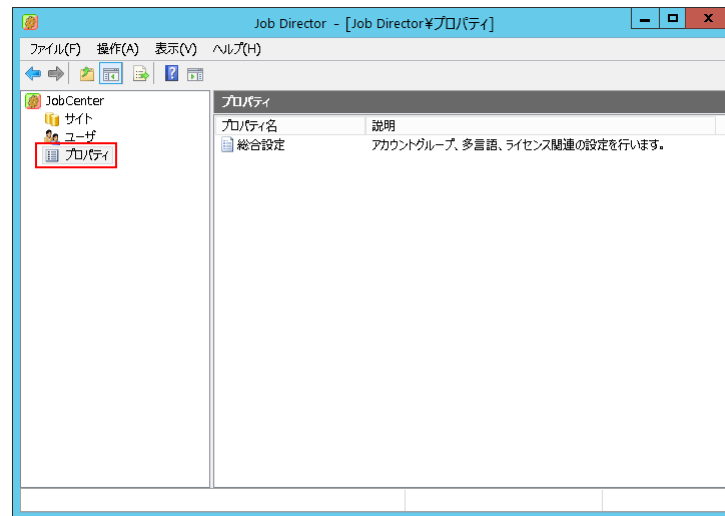 Job Director - [Job Director¥プロパティ]
ファイル(F) 操作(A) 表示(V) ヘルプ(H)
JobCenter
サイト
ユーザ
プロパティ
プロパティ
プロパティ名 説明
総合設定 アカウントグループ、多言語、ライセンス関連の設定を行います。